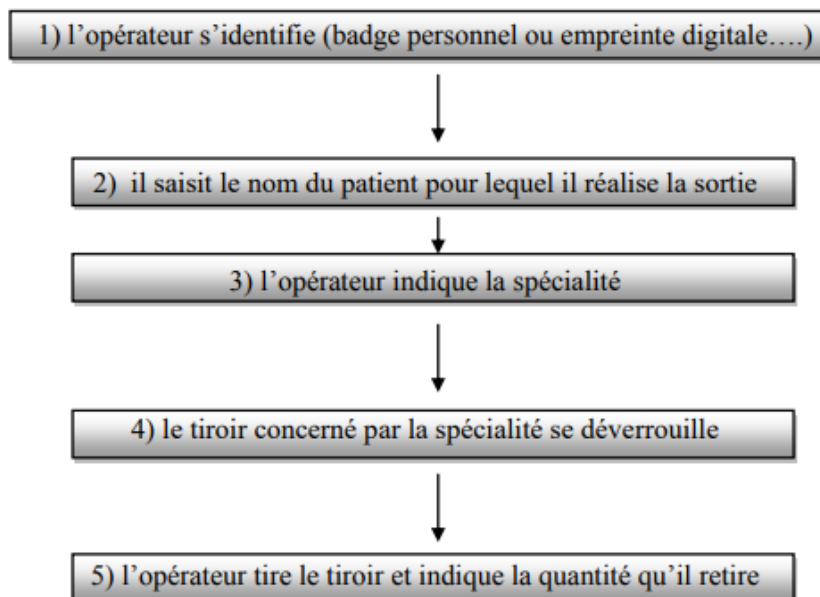 1) l’opérateur s’identifie (badge personnel ou empreinte digitale….)
2) il saisit le nom du patient pour lequel il réalise la sortie
3) l’opérateur indique la spécialité
4) le tiroir concerné par la spécialité se déverrouille
5) l’opérateur tire le tiroir et indique la quantité qu’il retire